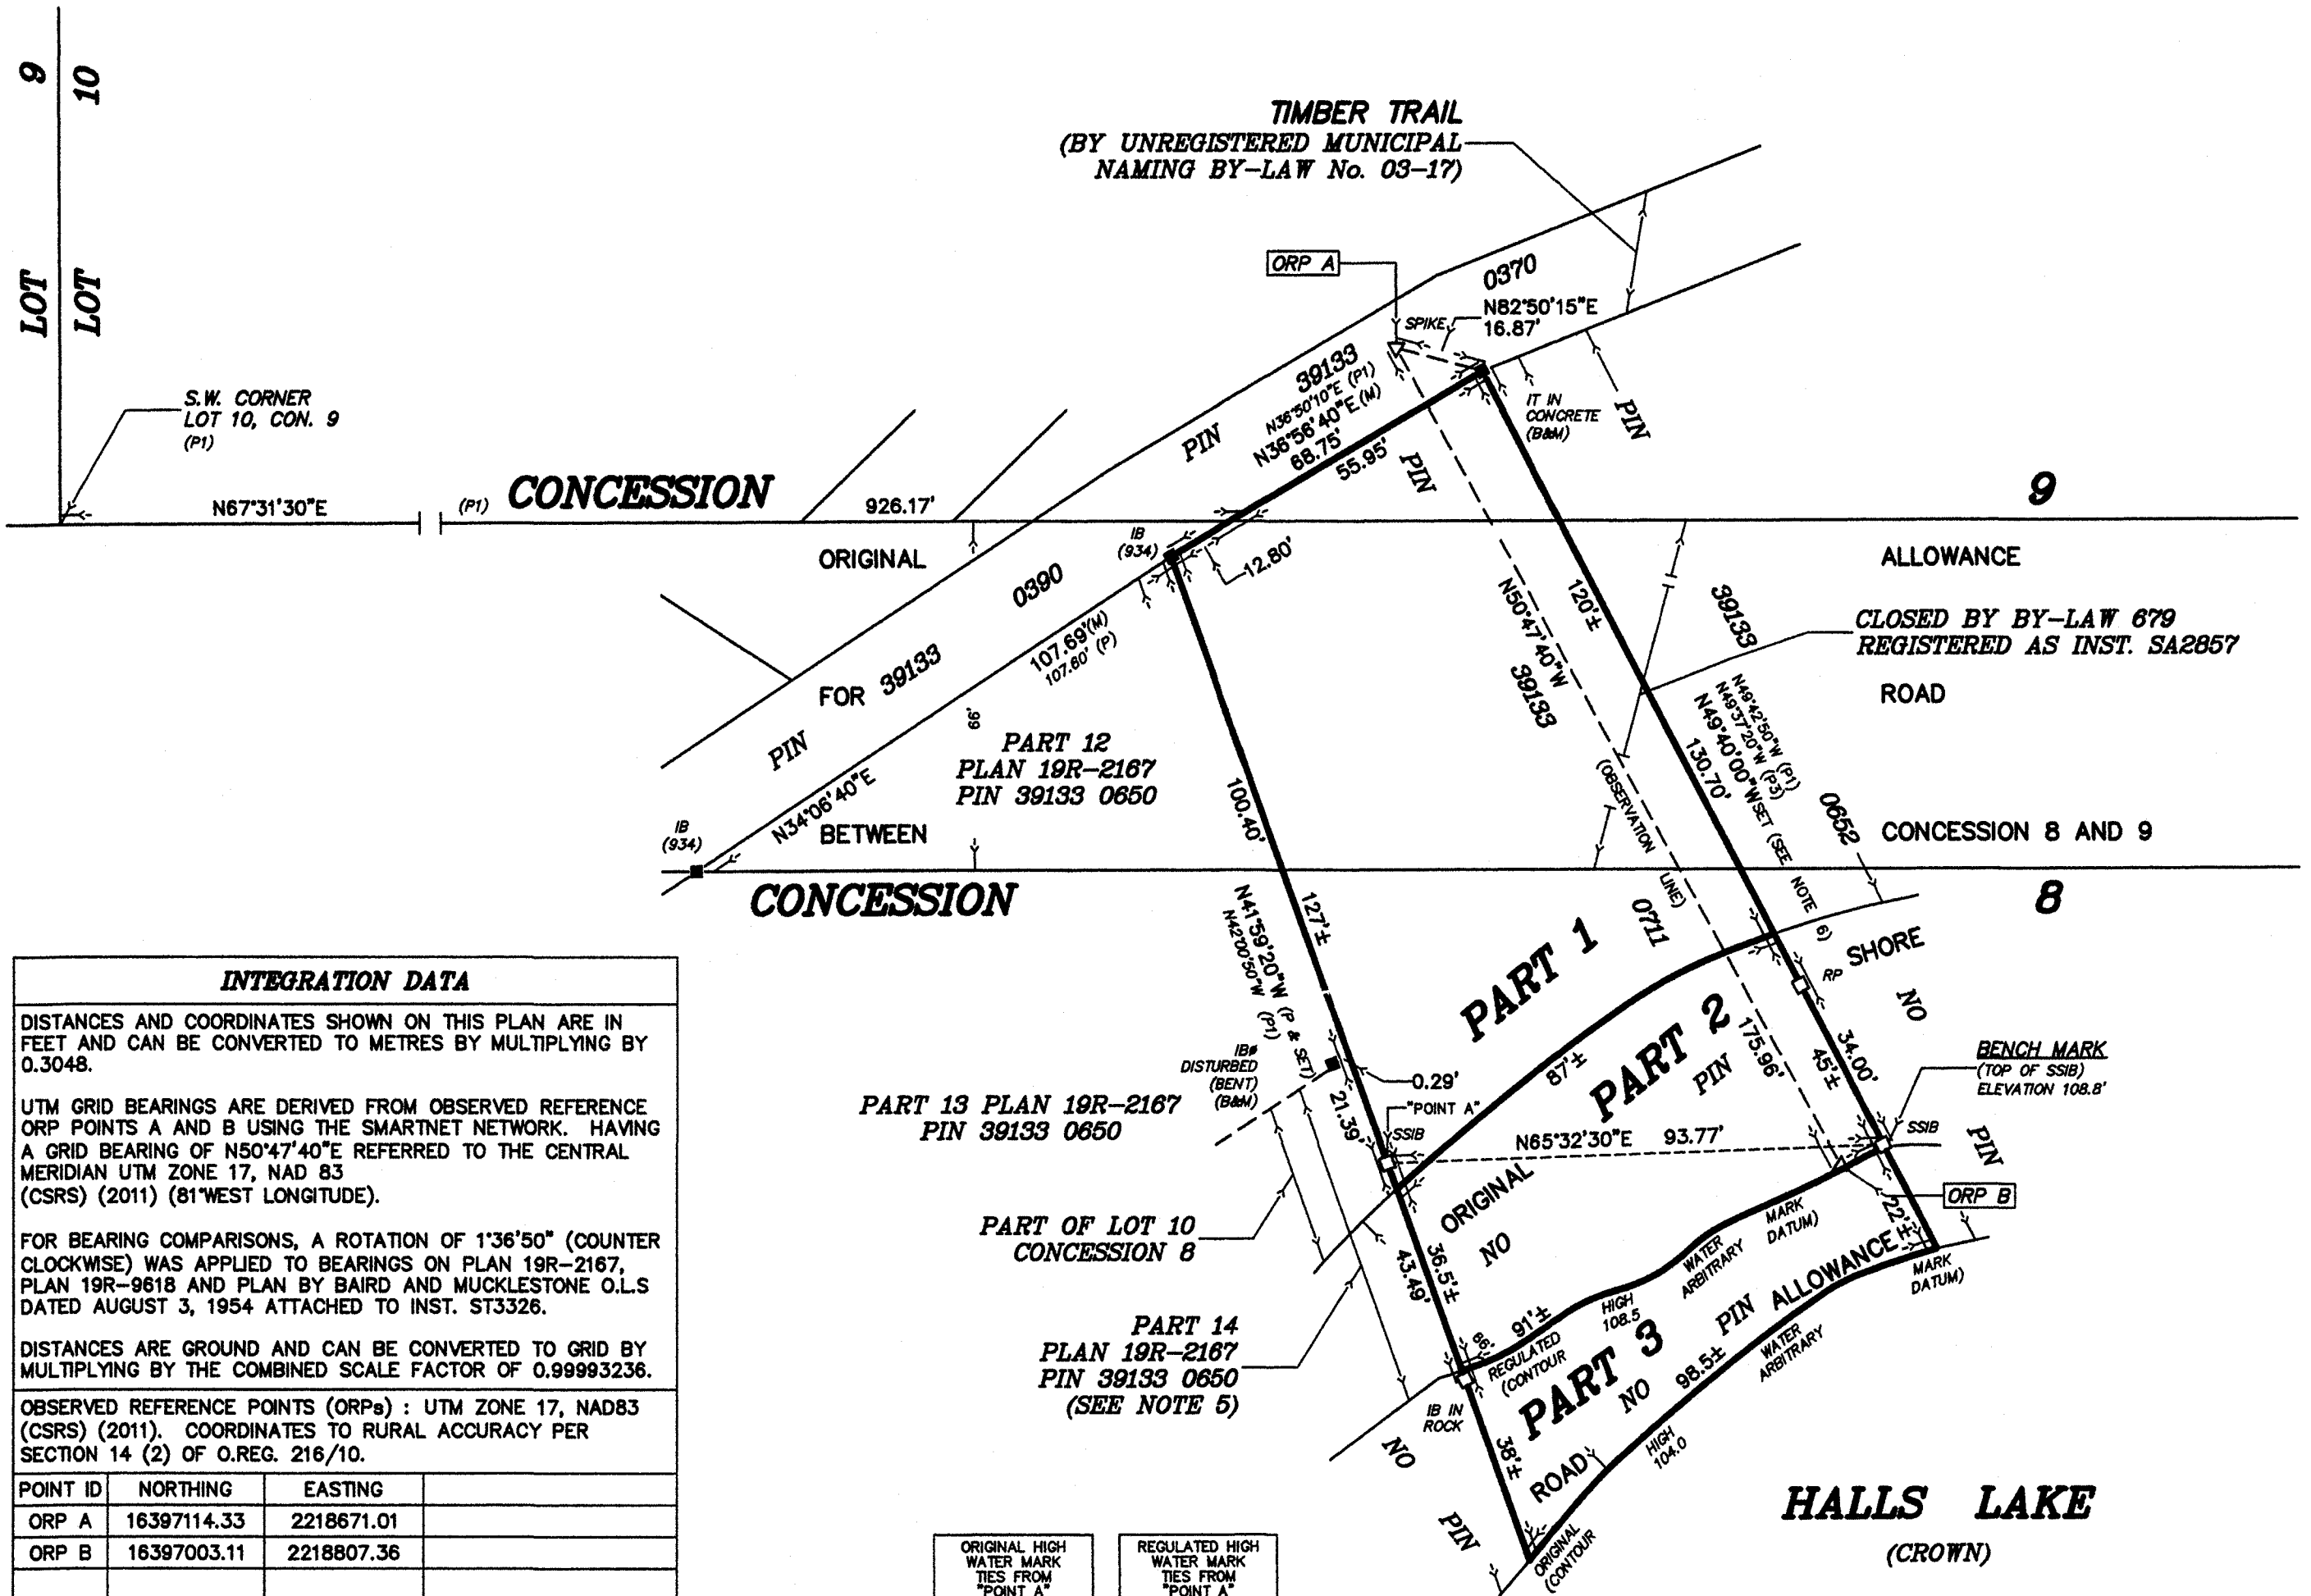 LOT 9
LOT 10
S.W. CORNER
LOT 10, CON. 9
(P1)
N67°31'30"E
(P1)
CONCESSION
926.17'
9
TIMBER TRAIL
(BY UNREGISTERED MUNICIPAL
NAMING BY-LAW No. 03-17)
ORP A
0370
SPIKE
N82°50'15"E
16.87'
PIN 39133
N36°50'10"E (P1)
N36°56'40"E (M)
68.75'
55.95'
PIN
IT IN
CONCRETE
(B&M)
PIN
IB
(934)
12.80'
ORIGINAL
0390
ALLOWANCE
CLOSED BY BY-LAW 679
REGISTERED AS INST. SA2857
ROAD
107.69'(M)
107.60' (P)
FOR
39133
PIN
66'
PART 12
PLAN 19R-2167
PIN 39133 0650
N34°06'40"E
IB
(934)
BETWEEN
CONCESSION 8 AND 9
CONCESSION
8
N50°47'40"W
39133
(OBSERVATION
LINE)
120'±
39133
N49°42'50"W (P1)
N49°37'20"W (P3)
N49°40'00"W SET (SEE NOTE 6)
130.70'
0652
100.40'
127'±
N41°59'20"W (P & SET)
N42°00'50"W (P1)
0711
PART 1
SHORE
RP
NO
PART 2
PIN
175.96'
34.00'
45'±
BENCH MARK
(TOP OF SSIB)
ELEVATION 108.8'
IBø
DISTURBED
(BENT)
(B&M)
0.29'
87'±
"POINT A"
SSIB
21.39'
PART 13 PLAN 19R-2167
PIN 39133 0650
N65°32'30"E 93.77'
SSIB
PIN
ORP B
22'±
ORIGINAL
NO
PART OF LOT 10
CONCESSION 8
36.5'±
43.49'
MARK
DATUM)
WATER
ARBITRARY
HIGH
108.5
REGULATED
(CONTOUR
91'±
66'
PIN
ALLOWANCE
MARK
DATUM)
PART 14
PLAN 19R-2167
PIN 39133 0650
(SEE NOTE 5)
PART 3
NO
98.5±
WATER
ARBITRARY
IB IN
ROCK
HIGH
104.0
38'±
ROAD
NO
PIN
ORIGINAL
(CONTOUR
HALLS LAKE
(CROWN)
INTEGRATION DATA
DISTANCES AND COORDINATES SHOWN ON THIS PLAN ARE IN
FEET AND CAN BE CONVERTED TO METRES BY MULTIPLYING BY
0.3048.
UTM GRID BEARINGS ARE DERIVED FROM OBSERVED REFERENCE
ORP POINTS A AND B USING THE SMARTNET NETWORK. HAVING
A GRID BEARING OF N50°47'40"E REFERRED TO THE CENTRAL
MERIDIAN UTM ZONE 17, NAD 83
(CSRS) (2011) (81°WEST LONGITUDE).
FOR BEARING COMPARISONS, A ROTATION OF 1°36'50" (COUNTER
CLOCKWISE) WAS APPLIED TO BEARINGS ON PLAN 19R-2167,
PLAN 19R-9618 AND PLAN BY BAIRD AND MUCKLESTONE O.L.S
DATED AUGUST 3, 1954 ATTACHED TO INST. ST3326.
DISTANCES ARE GROUND AND CAN BE CONVERTED TO GRID BY
MULTIPLYING BY THE COMBINED SCALE FACTOR OF 0.99993236.
OBSERVED REFERENCE POINTS (ORPs) : UTM ZONE 17, NAD83
(CSRS) (2011). COORDINATES TO RURAL ACCURACY PER
SECTION 14 (2) OF O.REG. 216/10.
POINT ID NORTHING EASTING
ORP A 16397114.33 2218671.01
ORP B 16397003.11 2218807.36
ORIGINAL HIGH
WATER MARK
TIES FROM
"POINT A"
REGULATED HIGH
WATER MARK
TIES FROM
"POINT A"